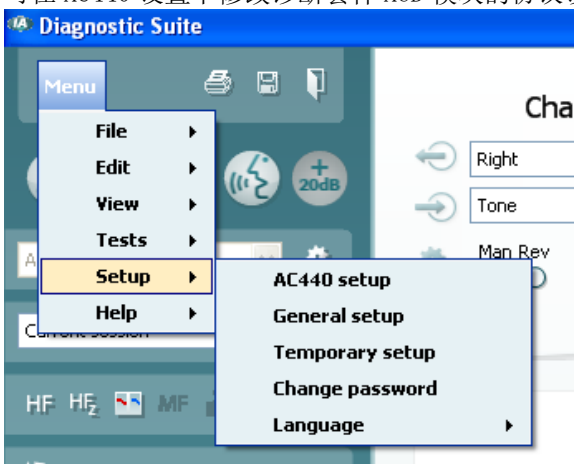 Diagnostic Suite
Menu
Cha
File
Edit
View
Tests
Setup
Help
+
20dB
Right
Tone
Man Rev
AC440 setup
General setup
Temporary setup
Change password
Language
HF HFz MF